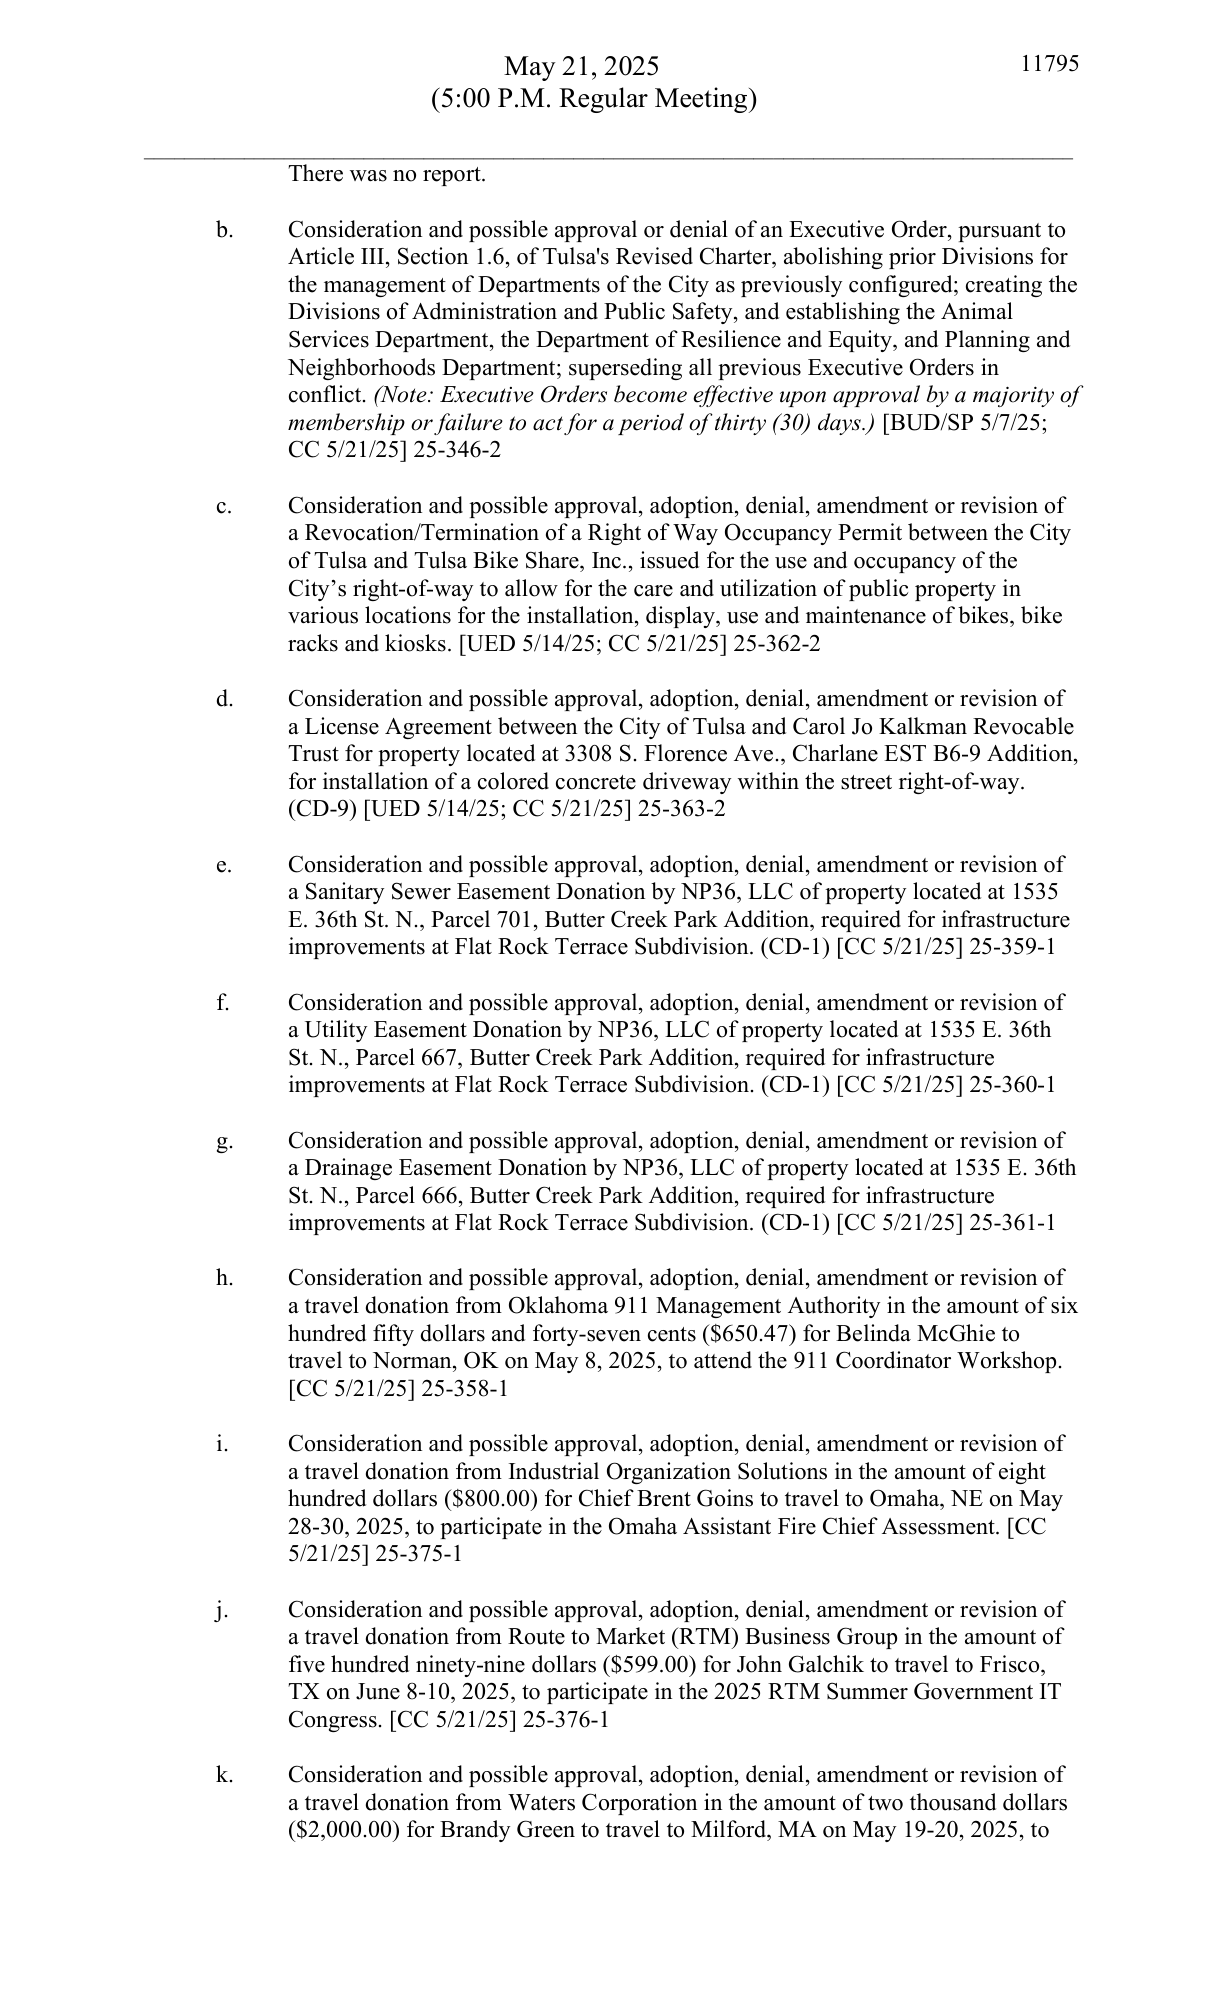 May 21, 2025
11795
(5:00 P.M. Regular Meeting)
There was no report.
b. Consideration and possible approval or denial of an Executive Order, pursuant to
Article III, Section 1.6, of Tulsa's Revised Charter, abolishing prior Divisions for
the management of Departments of the City as previously configured; creating the
Divisions of Administration and Public Safety, and establishing the Animal
Services Department, the Department of Resilience and Equity, and Planning and
Neighborhoods Department; superseding all previous Executive Orders in
conflict. (Note: Executive Orders become effective upon approval by a majority of
membership or failure to act for a period of thirty (30) days.) [BUD/SP 5/7/25;
CC 5/21/25] 25-346-2
c. Consideration and possible approval, adoption, denial, amendment or revision of
a Revocation/Termination of a Right of Way Occupancy Permit between the City
of Tulsa and Tulsa Bike Share, Inc., issued for the use and occupancy of the
City’s right-of-way to allow for the care and utilization of public property in
various locations for the installation, display, use and maintenance of bikes, bike
racks and kiosks. [UED 5/14/25; CC 5/21/25] 25-362-2
d. Consideration and possible approval, adoption, denial, amendment or revision of
a License Agreement between the City of Tulsa and Carol Jo Kalkman Revocable
Trust for property located at 3308 S. Florence Ave., Charlane EST B6-9 Addition,
for installation of a colored concrete driveway within the street right-of-way.
(CD-9) [UED 5/14/25; CC 5/21/25] 25-363-2
e. Consideration and possible approval, adoption, denial, amendment or revision of
a Sanitary Sewer Easement Donation by NP36, LLC of property located at 1535
E. 36th St. N., Parcel 701, Butter Creek Park Addition, required for infrastructure
improvements at Flat Rock Terrace Subdivision. (CD-1) [CC 5/21/25] 25-359-1
f. Consideration and possible approval, adoption, denial, amendment or revision of
a Utility Easement Donation by NP36, LLC of property located at 1535 E. 36th
St. N., Parcel 667, Butter Creek Park Addition, required for infrastructure
improvements at Flat Rock Terrace Subdivision. (CD-1) [CC 5/21/25] 25-360-1
g. Consideration and possible approval, adoption, denial, amendment or revision of
a Drainage Easement Donation by NP36, LLC of property located at 1535 E. 36th
St. N., Parcel 666, Butter Creek Park Addition, required for infrastructure
improvements at Flat Rock Terrace Subdivision. (CD-1) [CC 5/21/25] 25-361-1
h. Consideration and possible approval, adoption, denial, amendment or revision of
a travel donation from Oklahoma 911 Management Authority in the amount of six
hundred fifty dollars and forty-seven cents ($650.47) for Belinda McGhie to
travel to Norman, OK on May 8, 2025, to attend the 911 Coordinator Workshop.
[CC 5/21/25] 25-358-1
i. Consideration and possible approval, adoption, denial, amendment or revision of
a travel donation from Industrial Organization Solutions in the amount of eight
hundred dollars ($800.00) for Chief Brent Goins to travel to Omaha, NE on May
28-30, 2025, to participate in the Omaha Assistant Fire Chief Assessment. [CC
5/21/25] 25-375-1
j. Consideration and possible approval, adoption, denial, amendment or revision of
a travel donation from Route to Market (RTM) Business Group in the amount of
five hundred ninety-nine dollars ($599.00) for John Galchik to travel to Frisco,
TX on June 8-10, 2025, to participate in the 2025 RTM Summer Government IT
Congress. [CC 5/21/25] 25-376-1
k. Consideration and possible approval, adoption, denial, amendment or revision of
a travel donation from Waters Corporation in the amount of two thousand dollars
($2,000.00) for Brandy Green to travel to Milford, MA on May 19-20, 2025, to